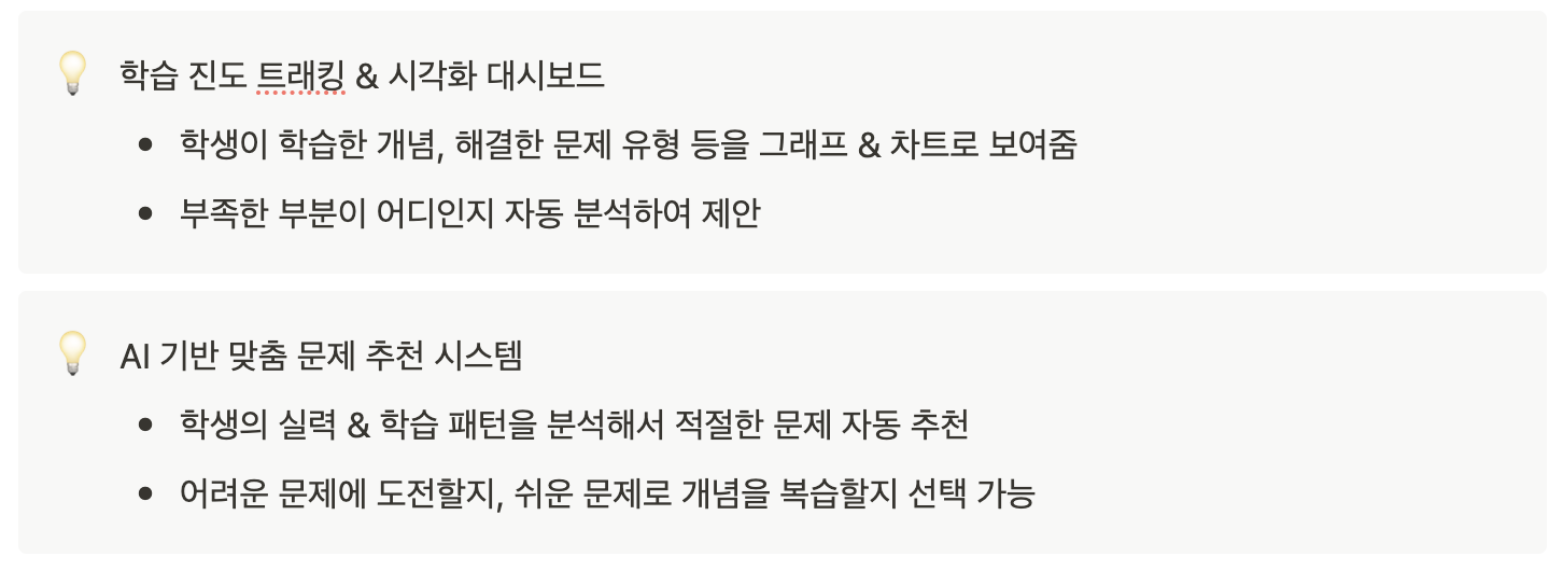 학습 진도 트래킹 & 시각화 대시보드
학생이 학습한 개념, 해결한 문제 유형 등을 그래프 & 차트로 보여줌
부족한 부분이 어디인지 자동 분석하여 제안
AI 기반 맞춤 문제 추천 시스템
학생의 실력 & 학습 패턴을 분석해서 적절한 문제 자동 추천
어려운 문제에 도전할지, 쉬운 문제로 개념을 복습할지 선택 가능